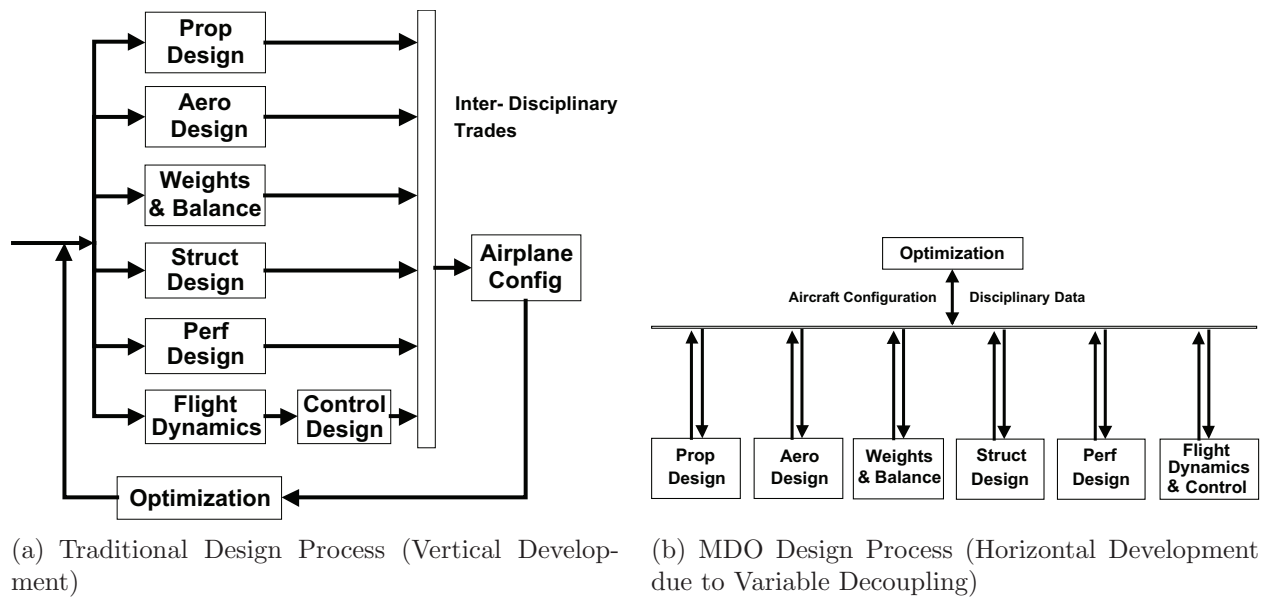 Prop
Design
Aero
Design
Weights
& Balance
Struct
Design
Perf
Design
Flight
Dynamics
Control
Design
Inter- Disciplinary
Trades
Airplane
Config
Optimization
(a) Traditional Design Process (Vertical Develop-
ment)
Optimization
Aircraft Configuration
Disciplinary Data
Prop
Design
Aero
Design
Weights
& Balance
Struct
Design
Perf
Design
Flight
Dynamics
& Control
(b) MDO Design Process (Horizontal Development
due to Variable Decoupling)